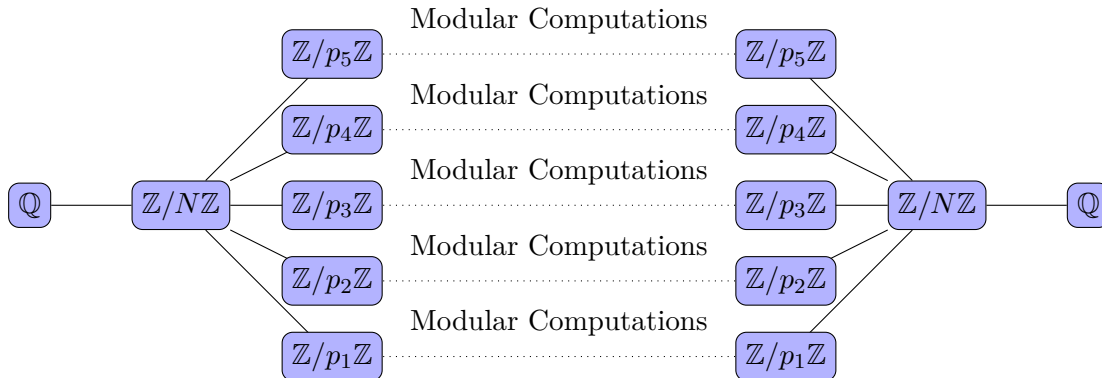 Modular Computations
ℤ/p₅ℤ ℤ/p₅ℤ
Modular Computations
ℤ/p₄ℤ ℤ/p₄ℤ
Modular Computations
ℚ ℤ/Nℤ ℤ/p₃ℤ ℤ/p₃ℤ ℤ/Nℤ ℚ
Modular Computations
ℤ/p₂ℤ ℤ/p₂ℤ
Modular Computations
ℤ/p₁ℤ ℤ/p₁ℤ